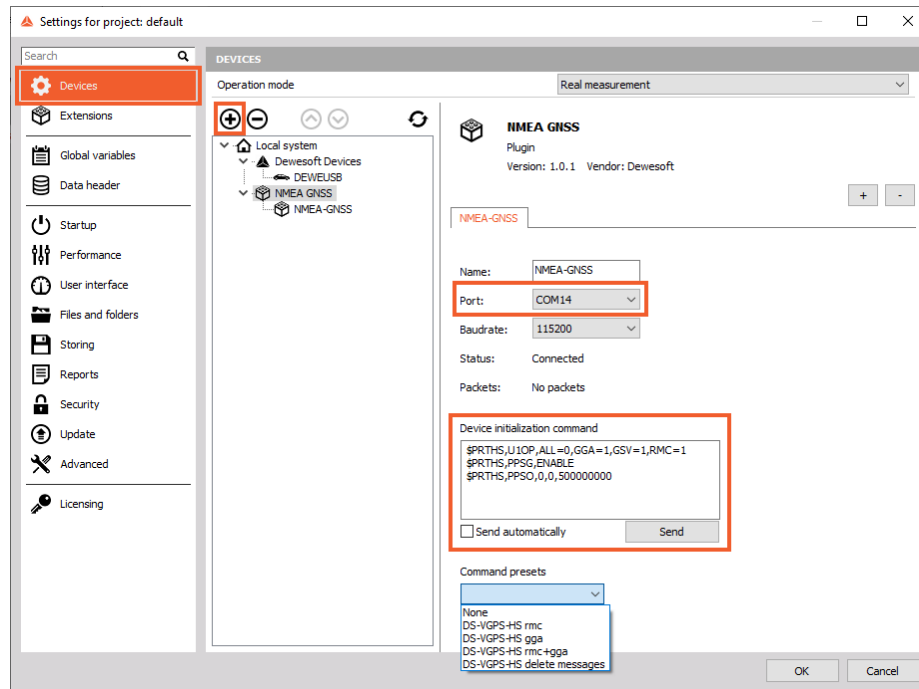 Settings for project: default
Search
Devices
Extensions
Global variables
Data header
Startup
Performance
User interface
Files and folders
Storing
Reports
Security
Update
Advanced
Licensing
DEVICES
Operation mode
Real measurement
Local system
Dewesoft Devices
DEWEUSB
NMEA GNSS
NMEA-GNSS
NMEA GNSS
Plugin
Version: 1.0.1 Vendor: Dewesoft
+ -
NMEA-GNSS
Name: NMEA-GNSS
Port: COM14
Baudrate: 115200
Status: Connected
Packets: No packets
Device initialization command
$PRTHS,U1OP,ALL=0,GGA=1,GSV=1,RMC=1
$PRTHS,PPSG,ENABLE
$PRTHS,PPSO,0,0,500000000
Send automatically
Send
Command presets
None
DS-VGPS-HS rmc
DS-VGPS-HS gga
DS-VGPS-HS rmc+gga
DS-VGPS-HS delete messages
OK
Cancel